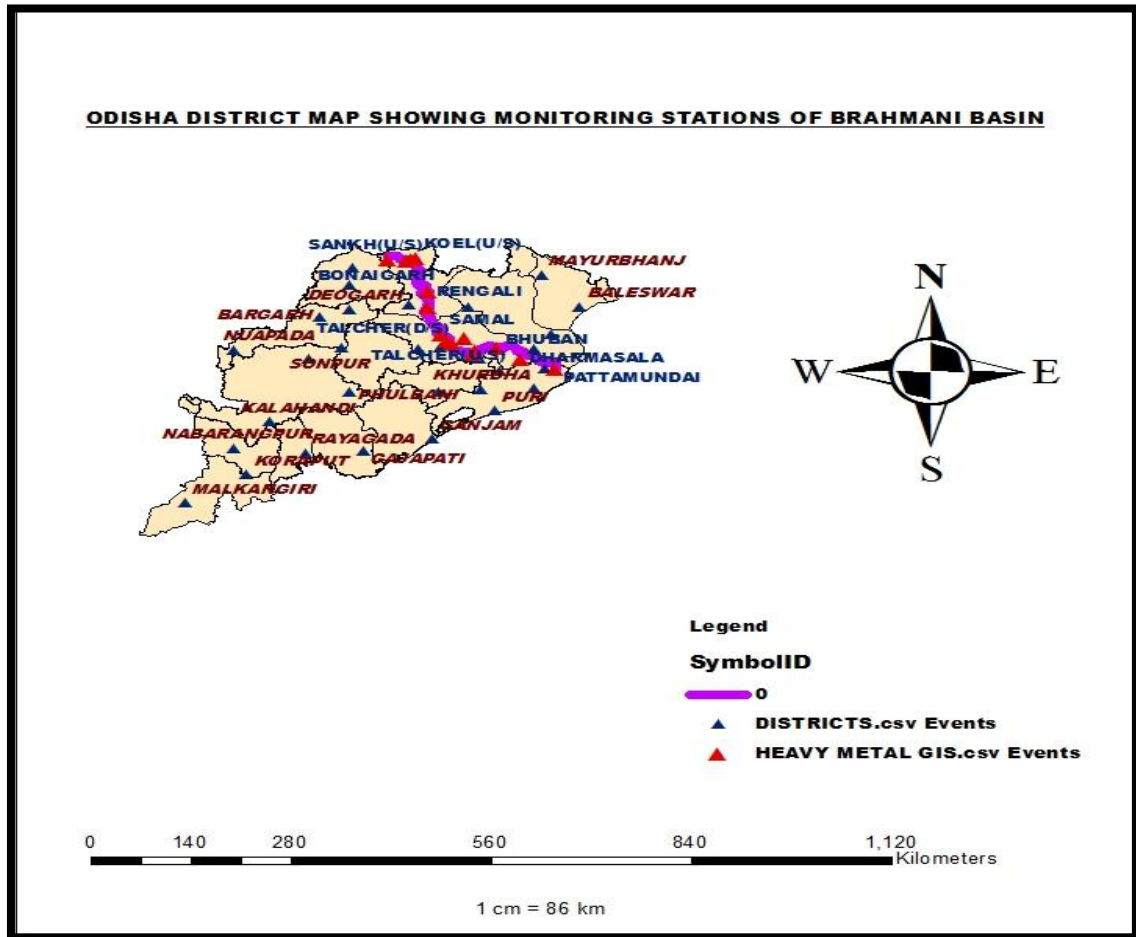 ODISHA DISTRICT MAP SHOWING MONITORING STATIONS OF BRAHMANI BASIN
SANKH(U/S) KOEL(U/S)
MAYURBHANJ
BONAIGARH
DEOGARH
RENGALI
BALESWAR
BARGARH
SAMAL
NUAPADA
TALCHER(D/S)
BHUBAN
SONPUR
TALCHER(U/S)
DHARMASALA
KHURDHA
PATTAMUNDAI
PHULBANI
PURI
KALAHANDI
GANJAM
NABARANGPUR
RAYAGADA
KORAPUT
GAJAPATI
MALKANGIRI
N
W
E
S
Legend
SymbolID
0
DISTRICTS.csv Events
HEAVY METAL GIS.csv Events
0 140 280 560 840 1,120
Kilometers
1 cm = 86 km